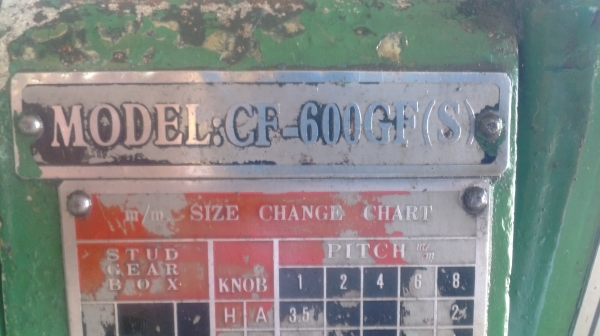 MODEL:CF-600GF(S)
m/m SIZE CHANGE CHART
STUD GEAR BOX
KNOB
PITCH m/m
1 2 4 6 8
H A 3.5 2